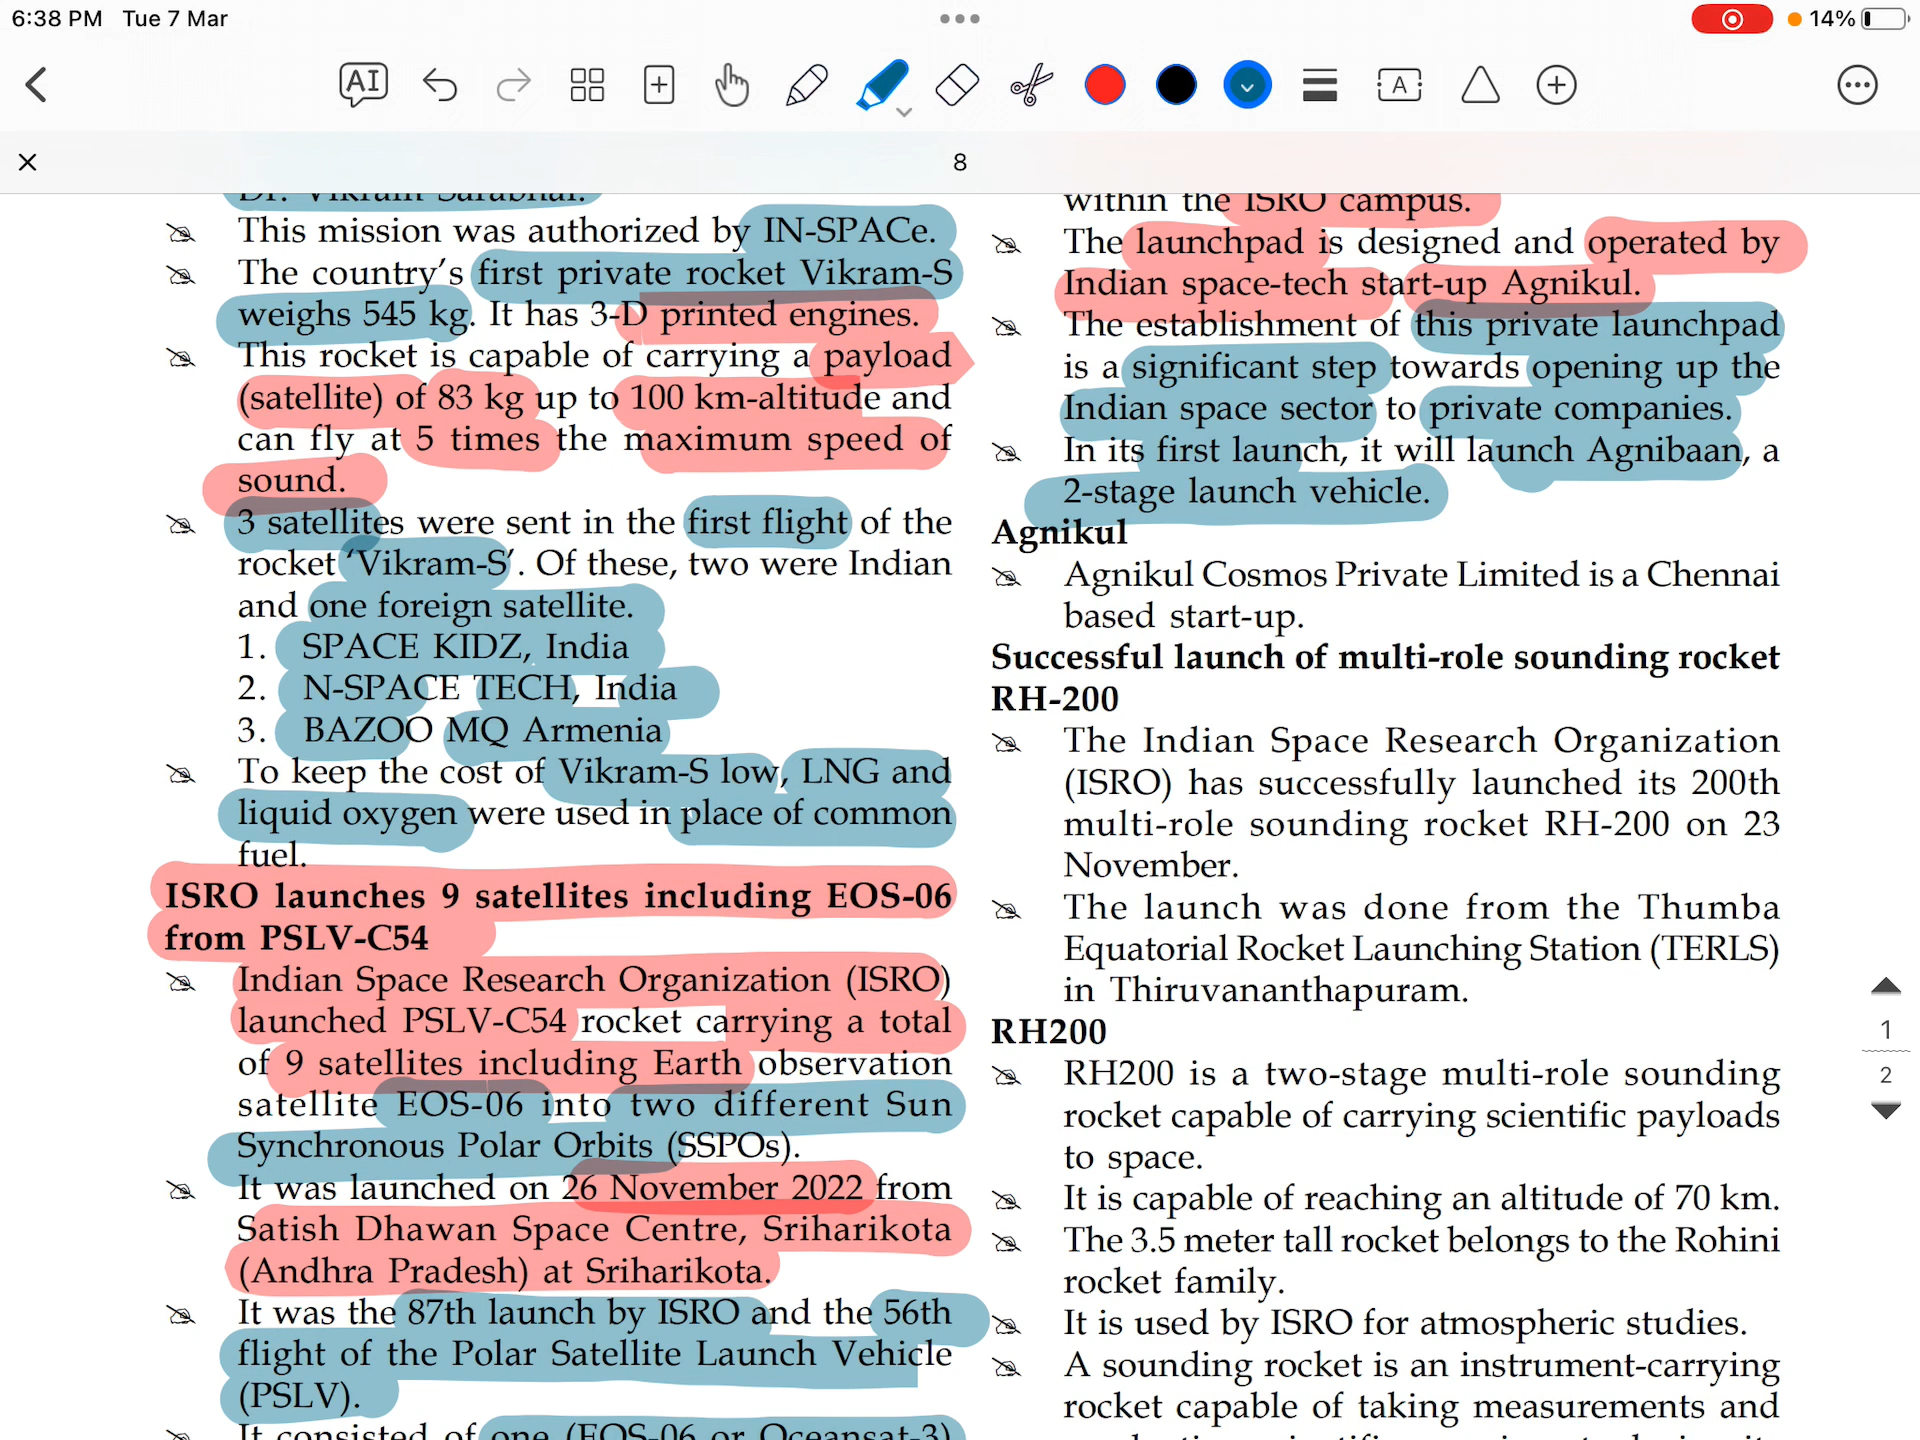 6:38 PM Tue 7 Mar
14%
AI
A
8
Dr. Vikram Sarabhai.
This mission was authorized by IN-SPACe.
The country's first private rocket Vikram-S
weighs 545 kg. It has 3-D printed engines.
This rocket is capable of carrying a payload
(satellite) of 83 kg up to 100 km-altitude and
can fly at 5 times the maximum speed of
sound.
3 satellites were sent in the first flight of the
rocket 'Vikram-S'. Of these, two were Indian
and one foreign satellite.
1. SPACE KIDZ, India
2. N-SPACE TECH, India
3. BAZOO MQ Armenia
To keep the cost of Vikram-S low, LNG and
liquid oxygen were used in place of common
fuel.
ISRO launches 9 satellites including EOS-06
from PSLV-C54
Indian Space Research Organization (ISRO)
launched PSLV-C54 rocket carrying a total
of 9 satellites including Earth observation
satellite EOS-06 into two different Sun
Synchronous Polar Orbits (SSPOs).
It was launched on 26 November 2022 from
Satish Dhawan Space Centre, Sriharikota
(Andhra Pradesh) at Sriharikota.
It was the 87th launch by ISRO and the 56th
flight of the Polar Satellite Launch Vehicle
(PSLV).
It consisted of one (EOS-06 or Oceansat-3)
within the ISRO campus.
The launchpad is designed and operated by
Indian space-tech start-up Agnikul.
The establishment of this private launchpad
is a significant step towards opening up the
Indian space sector to private companies.
In its first launch, it will launch Agnibaan, a
2-stage launch vehicle.
Agnikul
Agnikul Cosmos Private Limited is a Chennai
based start-up.
Successful launch of multi-role sounding rocket
RH-200
The Indian Space Research Organization
(ISRO) has successfully launched its 200th
multi-role sounding rocket RH-200 on 23
November.
The launch was done from the Thumba
Equatorial Rocket Launching Station (TERLS)
in Thiruvananthapuram.
RH200
RH200 is a two-stage multi-role sounding
rocket capable of carrying scientific payloads
to space.
It is capable of reaching an altitude of 70 km.
The 3.5 meter tall rocket belongs to the Rohini
rocket family.
It is used by ISRO for atmospheric studies.
A sounding rocket is an instrument-carrying
rocket capable of taking measurements and
1
2